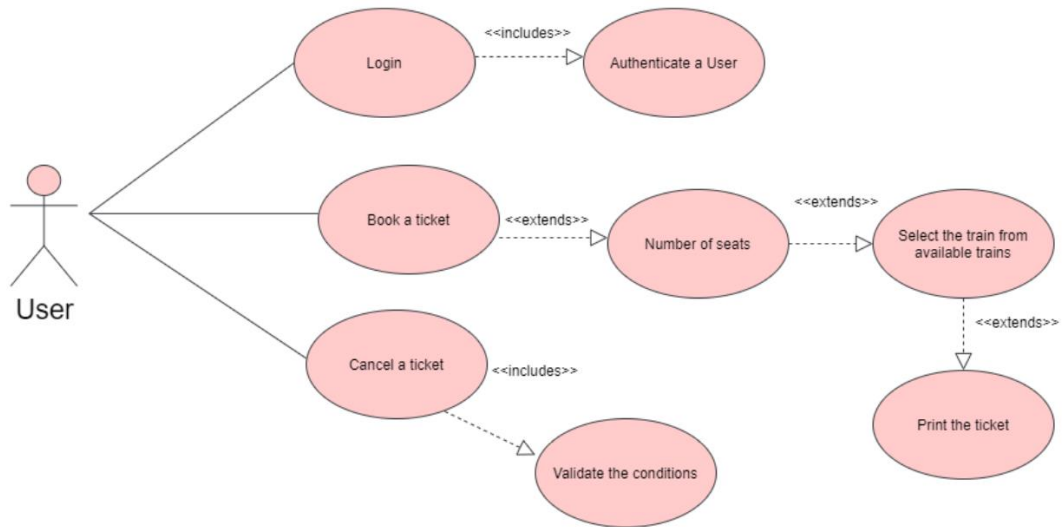 <<includes>>
Login
Authenticate a User
Book a ticket
<<extends>>
Number of seats
<<extends>>
Select the train from
available trains
User
<<extends>>
Cancel a ticket
<<includes>>
Print the ticket
Validate the conditions